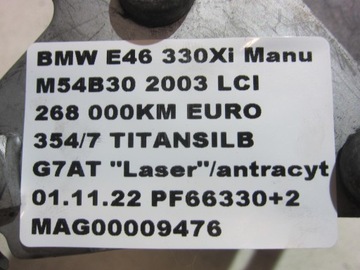 BMW E46 330Xi Manu
M54B30 2003 LCI
268 000KM EURO
354/7 TITANSILB
G7AT "Laser"/antracyt
01.11.22 PF66330+2
MAG00009476